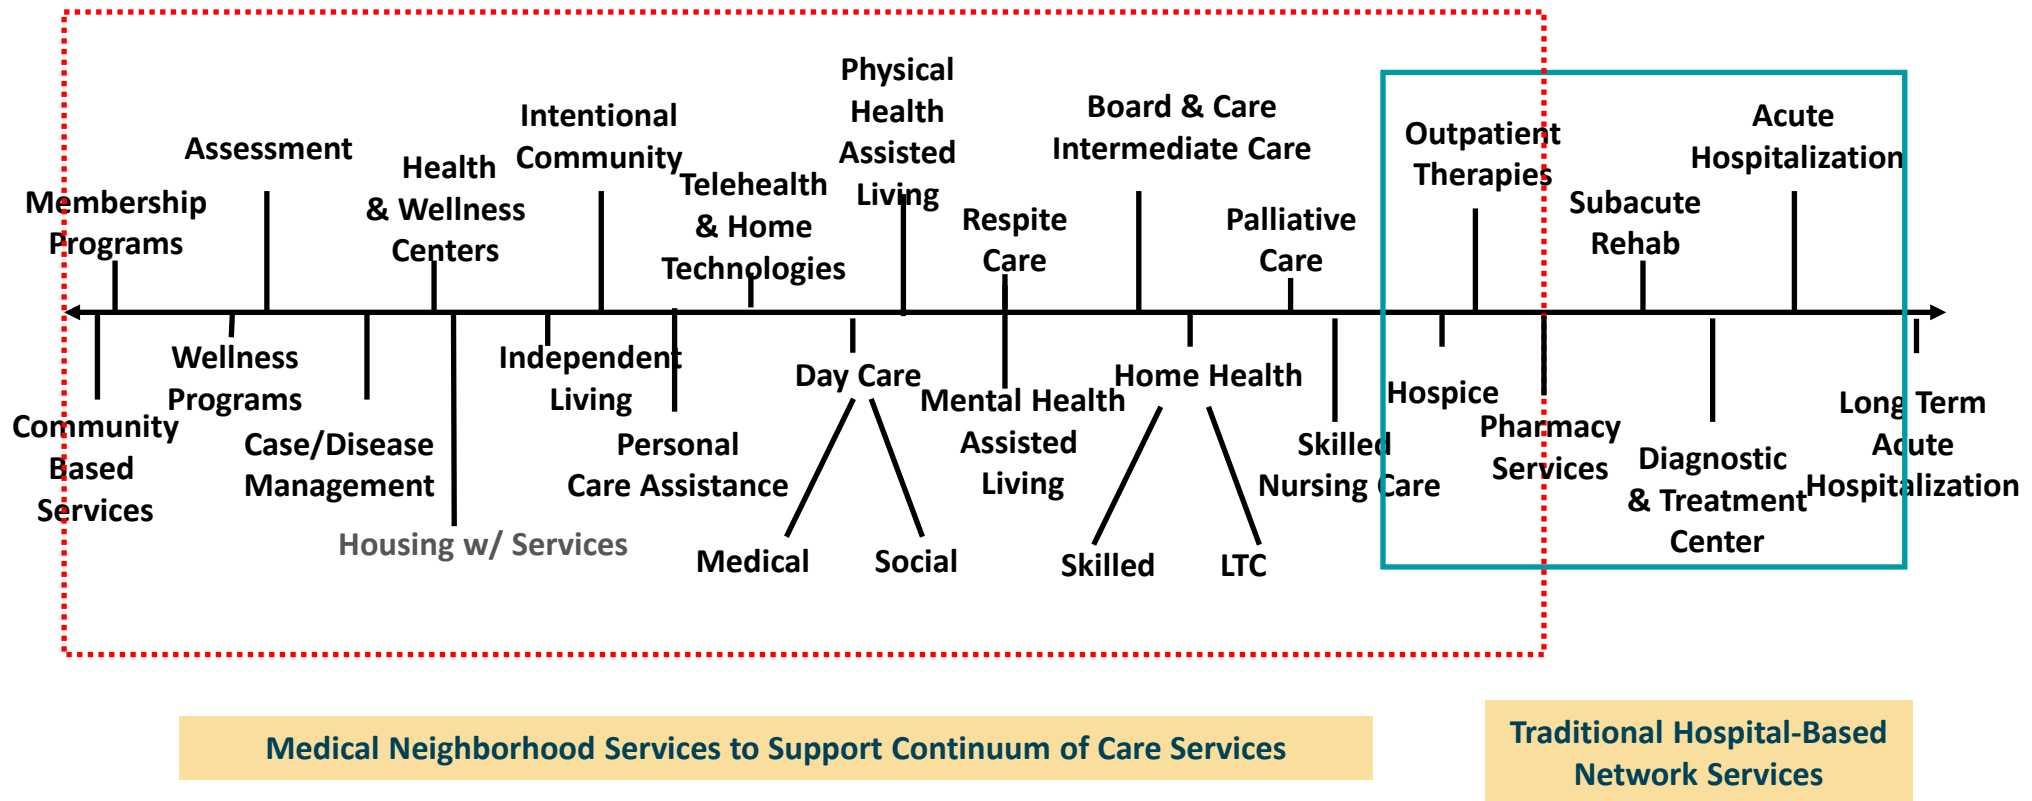 Membership
Programs
Assessment
Health
& Wellness
Centers
Intentional
Community
Telehealth
& Home
Technologies
Physical
Health
Assisted
Living
Respite
Care
Board & Care
Intermediate Care
Palliative
Care
Outpatient
Therapies
Subacute
Rehab
Acute
Hospitalization
Community
Based
Services
Wellness
Programs
Case/Disease
Management
Housing w/ Services
Independent
Living
Personal
Care Assistance
Day Care
Medical
Social
Mental Health
Assisted
Living
Home Health
Skilled
LTC
Skilled
Nursing Care
Hospice
Pharmacy
Services
Diagnostic
& Treatment
Center
Long Term
Acute
Hospitalization
Medical Neighborhood Services to Support Continuum of Care Services
Traditional Hospital-Based
Network Services